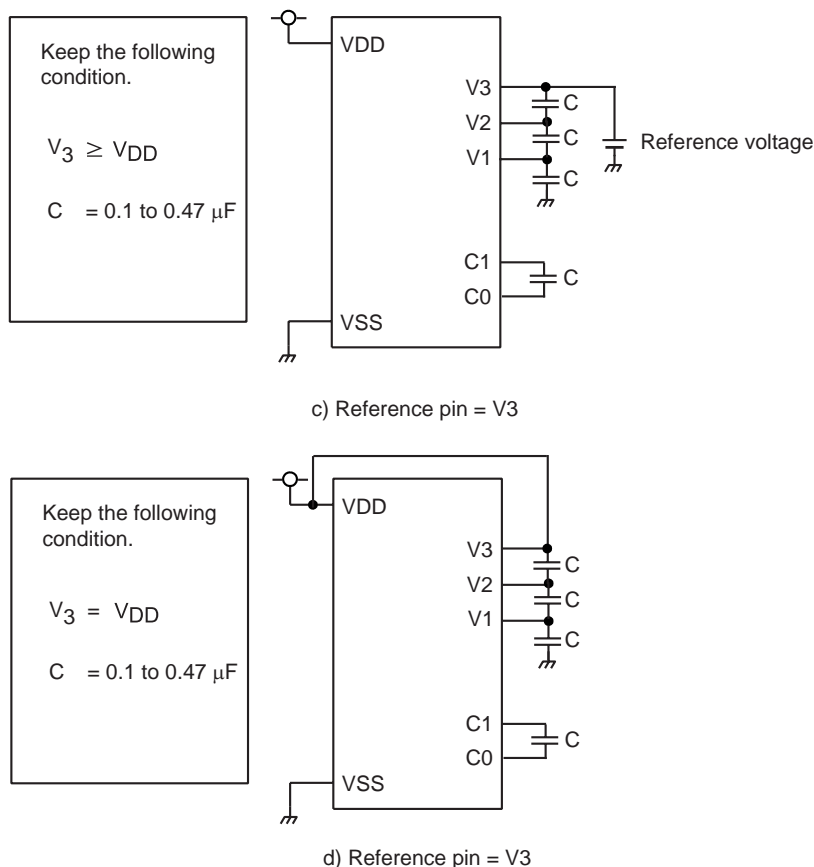 Keep the following
condition.
V3 ≥ VDD
C = 0.1 to 0.47 μF
VDD
V3
V2
V1
C
C
C
Reference voltage
C1
C0
C
VSS
c) Reference pin = V3
Keep the following
condition.
V3 = VDD
C = 0.1 to 0.47 μF
VDD
V3
V2
V1
C
C
C
C1
C0
C
VSS
d) Reference pin = V3